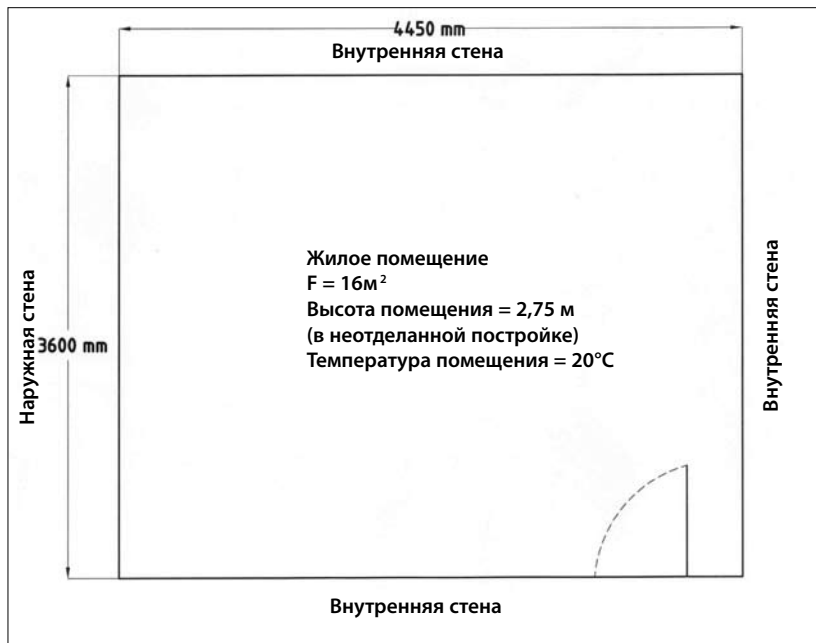 4450 mm
Внутренняя стена
Наружная стена
3600 mm
Жилое помещение
F = 16м²
Высота помещения = 2,75 м
(в неотделанной постройке)
Температура помещения = 20°C
Внутренняя стена
Внутренняя стена